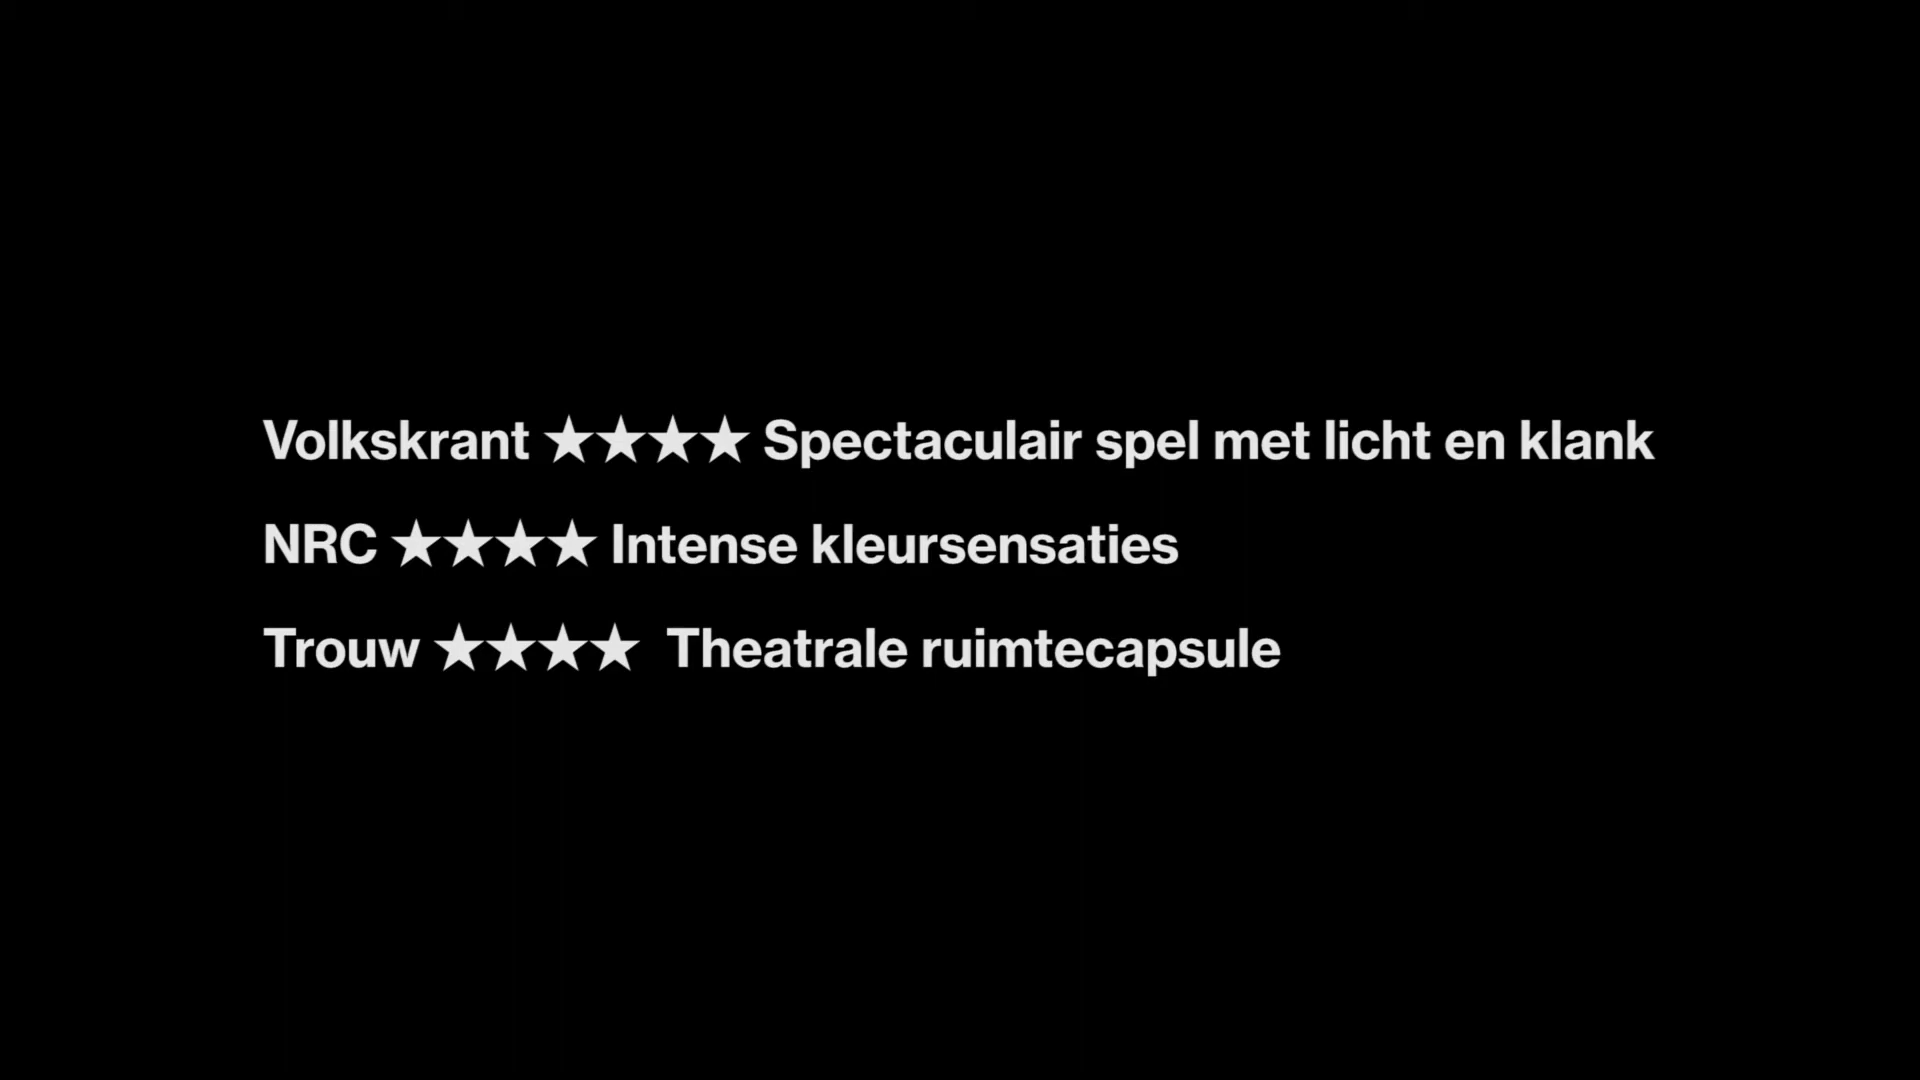 Volkskrant ★★★★ Spectaculair spel met licht en klank
NRC ★★★★ Intense kleursensaties
Trouw ★★★★ Theatrale ruimtecapsule